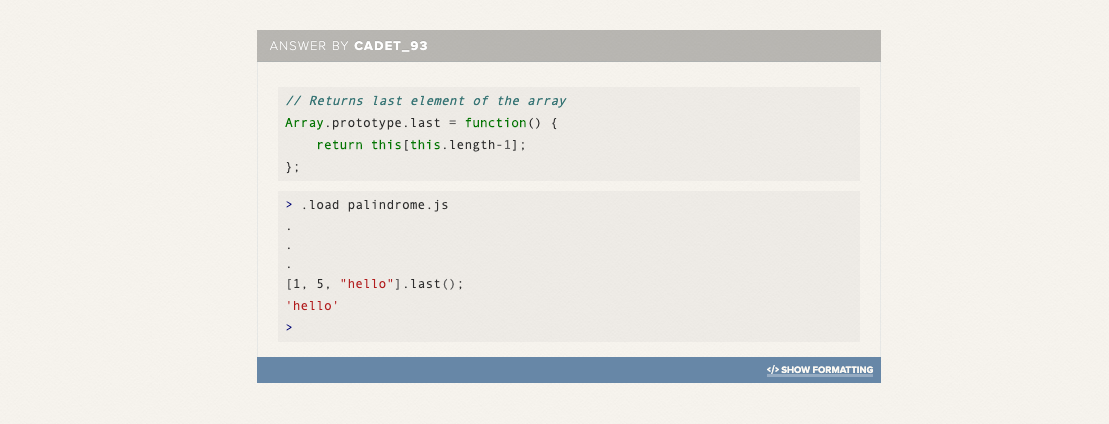 ANSWER BY CADET_93
// Returns last element of the array
Array.prototype.last = function() {
    return this[this.length-1];
};
> .load palindrome.js
.
.
.
[1, 5, "hello"].last();
'hello'
>
</> SHOW FORMATTING